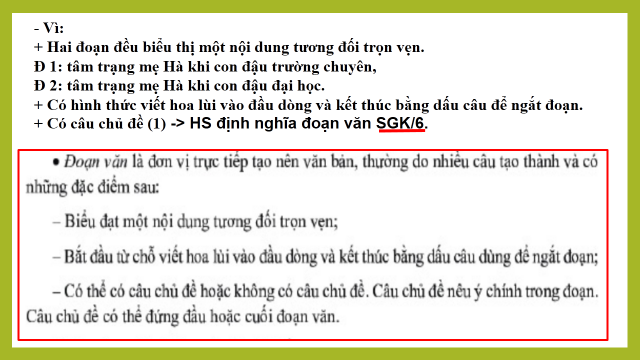 - Vì:
+ Hai đoạn đều biểu thị một nội dung tương đối trọn vẹn.
Đ 1: tâm trạng mẹ Hà khi con đậu trường chuyên,
Đ 2: tâm trạng mẹ Hà khi con đậu đại học.
+ Có hình thức viết hoa lùi vào đầu dòng và kết thúc bằng dấu câu để ngắt đoạn.
+ Có câu chủ đề (1) -> HS định nghĩa đoạn văn SGK/6.
• Đoạn văn là đơn vị trực tiếp tạo nên văn bản, thường do nhiều câu tạo thành và có
những đặc điểm sau:
– Biểu đạt một nội dung tương đối trọn vẹn;
– Bắt đầu từ chỗ viết hoa lùi vào đầu dòng và kết thúc bằng dấu câu dùng để ngắt đoạn;
– Có thể có câu chủ đề hoặc không có câu chủ đề. Câu chủ đề nêu ý chính trong đoạn.
Câu chủ đề có thể đứng đầu hoặc cuối đoạn văn.